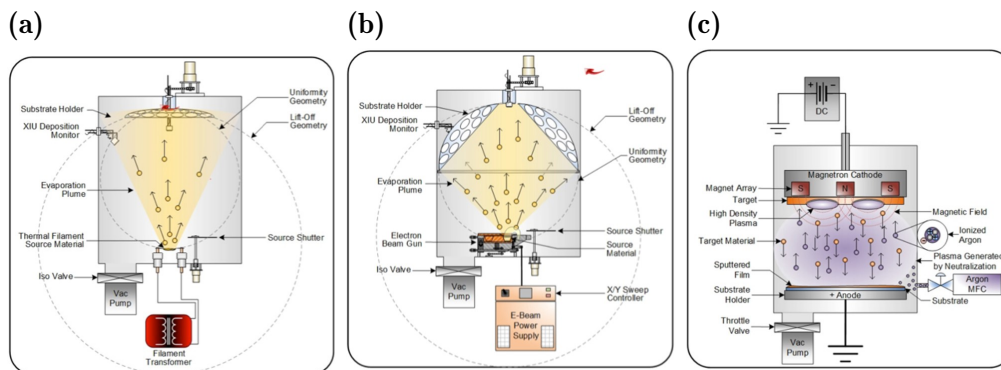 (a)
Substrate Holder
XIU Deposition
Monitor
Evaporation
Plume
Thermal Filament
Source Material
Iso Valve
Vac
Pump
Filament
Transformer
Uniformity
Geometry
Lift-Off
Geometry
Source Shutter
(b)
Substrate Holder
XIU Deposition
Monitor
Evaporation
Plume
Electron
Beam Gun
Iso Valve
Vac
Pump
Lift-Off
Geometry
Uniformity
Geometry
Source Shutter
Source
Material
X/Y Sweep
Controller
E-Beam
Power
Supply
(c)
+ -
DC
Magnetron Cathode
Magnet Array
S N S
Target
High Density
Plasma
Target Material
Sputtered
Film
Substrate
Holder
+ Anode
Throttle
Valve
Vac
Pump
Magnetic Field
Ionized
Argon
Plasma Generated
by Neutralization
Argon
MFC
Substrate